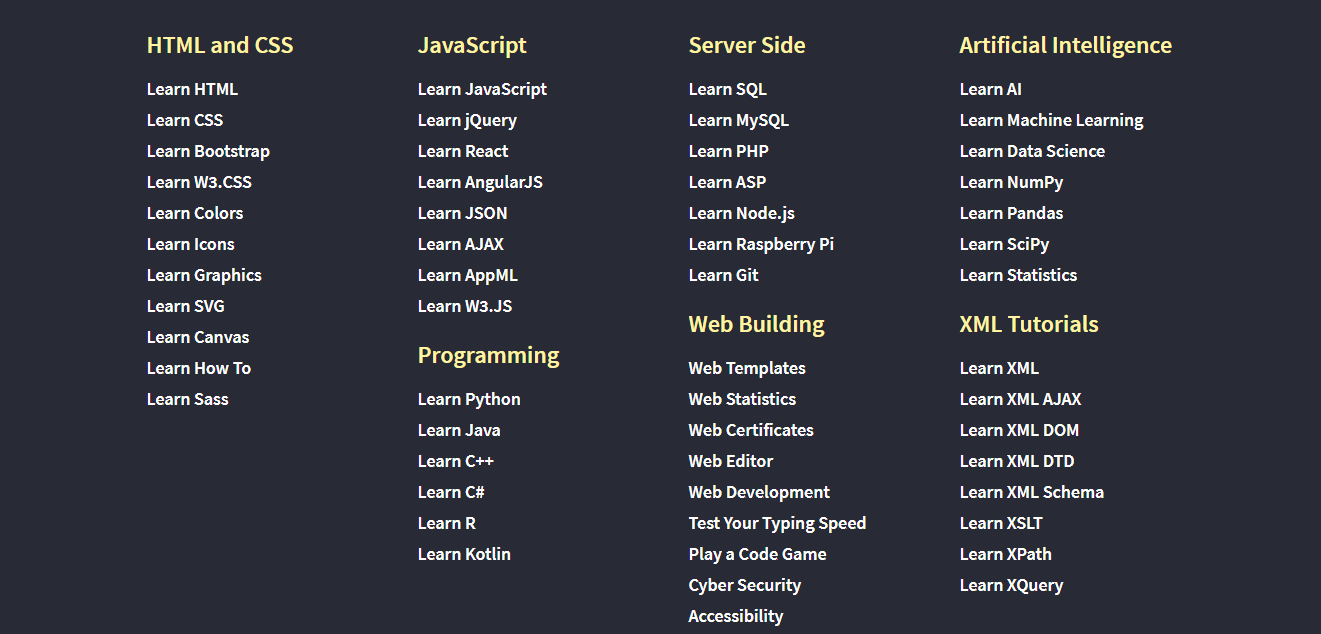 HTML and CSS
Learn HTML
Learn CSS
Learn Bootstrap
Learn W3.CSS
Learn Colors
Learn Icons
Learn Graphics
Learn SVG
Learn Canvas
Learn How To
Learn Sass
JavaScript
Learn JavaScript
Learn jQuery
Learn React
Learn AngularJS
Learn JSON
Learn AJAX
Learn AppML
Learn W3.JS
Programming
Learn Python
Learn Java
Learn C++
Learn C#
Learn R
Learn Kotlin
Server Side
Learn SQL
Learn MySQL
Learn PHP
Learn ASP
Learn Node.js
Learn Raspberry Pi
Learn Git
Web Building
Web Templates
Web Statistics
Web Certificates
Web Editor
Web Development
Test Your Typing Speed
Play a Code Game
Cyber Security
Accessibility
Artificial Intelligence
Learn AI
Learn Machine Learning
Learn Data Science
Learn NumPy
Learn Pandas
Learn SciPy
Learn Statistics
XML Tutorials
Learn XML
Learn XML AJAX
Learn XML DOM
Learn XML DTD
Learn XML Schema
Learn XSLT
Learn XPath
Learn XQuery